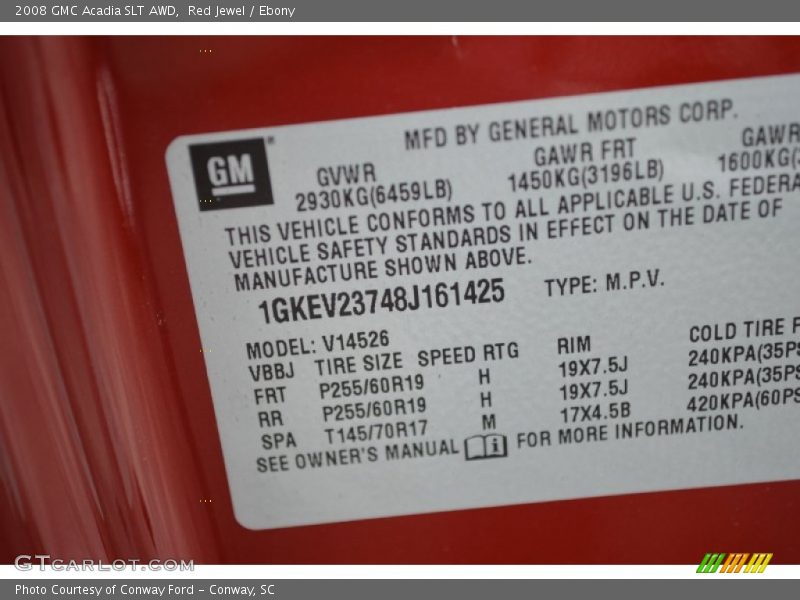 2008 GMC Acadia SLT AWD, Red Jewel / Ebony
MFD BY GENERAL MOTORS CORP.
GM
GVWR GAWR FRT GAWR
2930KG(6459LB) 1450KG(3196LB) 1600KG(
THIS VEHICLE CONFORMS TO ALL APPLICABLE U.S. FEDERA
VEHICLE SAFETY STANDARDS IN EFFECT ON THE DATE OF
MANUFACTURE SHOWN ABOVE.
1GKEV23748J161425 TYPE: M.P.V.
MODEL: V14526
VBBJ TIRE SIZE SPEED RTG RIM COLD TIRE P
FRT P255/60R19 H 19X7.5J 240KPA(35PS
RR P255/60R19 H 19X7.5J 240KPA(35PS
SPA T145/70R17 M 17X4.5B 420KPA(60PS
SEE OWNER'S MANUAL i FOR MORE INFORMATION.
GTCARLOT.COM
Photo Courtesy of Conway Ford - Conway, SC